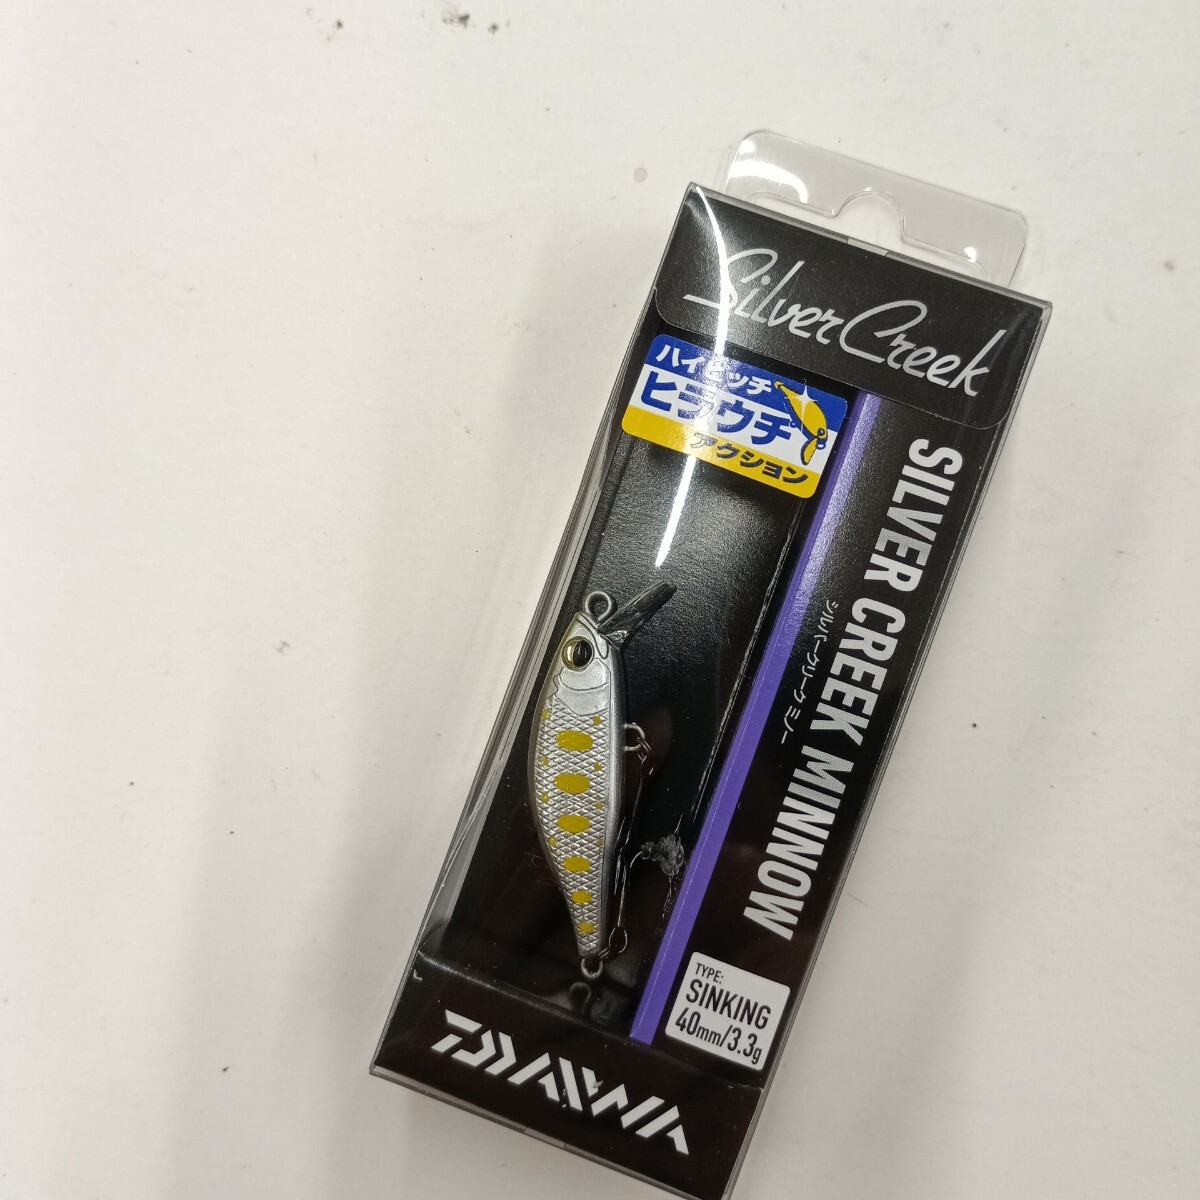 Silver Creek
ハイピッチ
ヒラウチ
アクション
SILVER CREEK MINNOW
シルバークリークミノー
TYPE:
SINKING
40mm/3.3g
DAIWA